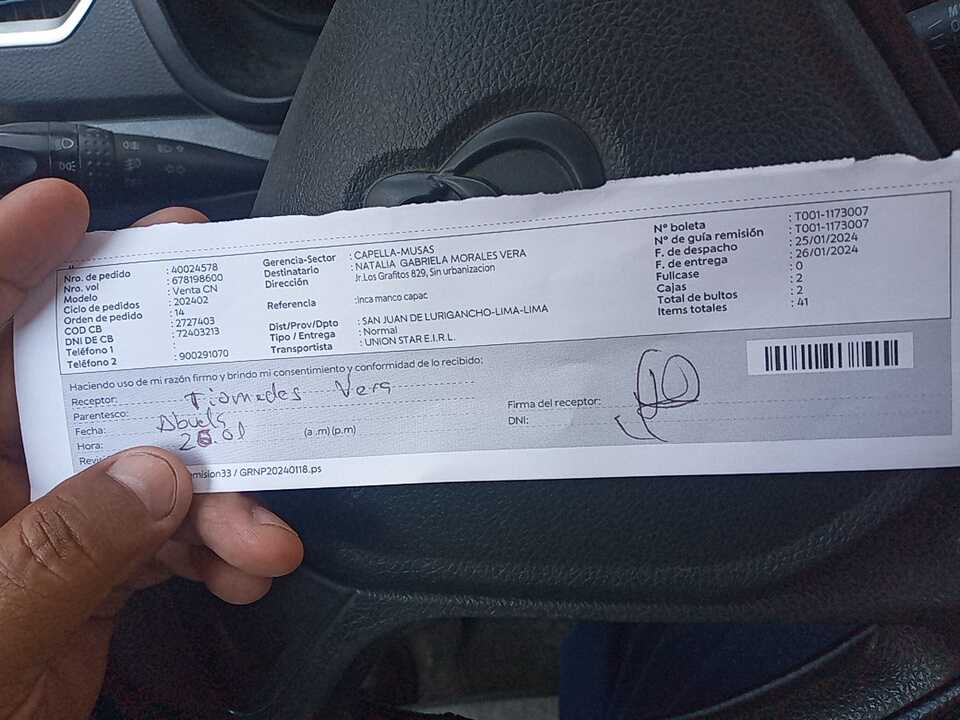 Nro. de pedido : 40024578
Nro. vol : 678198600
Modelo : Venta CN
Ciclo de pedidos : 202402
Orden de pedido : 14
COD CB : 2727403
DNI DE CB : 72403213
Teléfono 1
Teléfono 2 : 900291070
Gerencia-Sector : CAPELLA-MUSAS
Destinatario : NATALIA GABRIELA MORALES VERA
Dirección Jr.Los Grafitos 829, Sin urbanizacion
Referencia :inca manco capac
Dist/Prov/Dpto : SAN JUAN DE LURIGANCHO-LIMA-LIMA
Tipo / Entrega : Normal
Transportista : UNION STAR E.I.R.L.
N° boleta : T001-1173007
N° de guía remisión : T001-1173007
F. de despacho : 25/01/2024
F. de entrega : 26/01/2024
Fullcase : 0
Cajas : 2
Total de bultos : 2
Items totales : 41
Haciendo uso de mi razón firmo y brindo mi consentimiento y conformidad de lo recibido:
Receptor: Tiomedes Vera
Parentesco: Abuela
Fecha: 26.01
Hora: (a .m) (p.m)
Firma del receptor:
DNI:
emision33 / GRNP20240118.ps